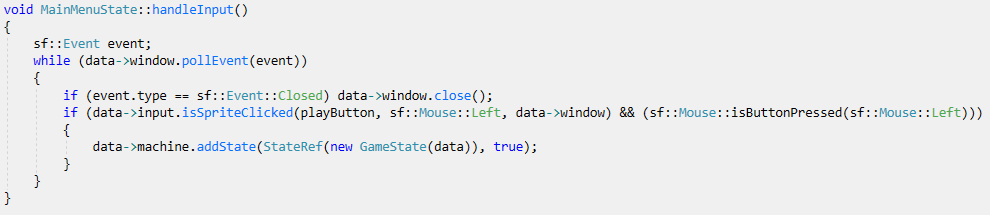 void MainMenuState::handleInput()
{
    sf::Event event;
    while (data->window.pollEvent(event))
    {
        if (event.type == sf::Event::Closed) data->window.close();
        if (data->input.isSpriteClicked(playButton, sf::Mouse::Left, data->window) && (sf::Mouse::isButtonPressed(sf::Mouse::Left)))
        {
            data->machine.addState(StateRef(new GameState(data)), true);
        }
    }
}